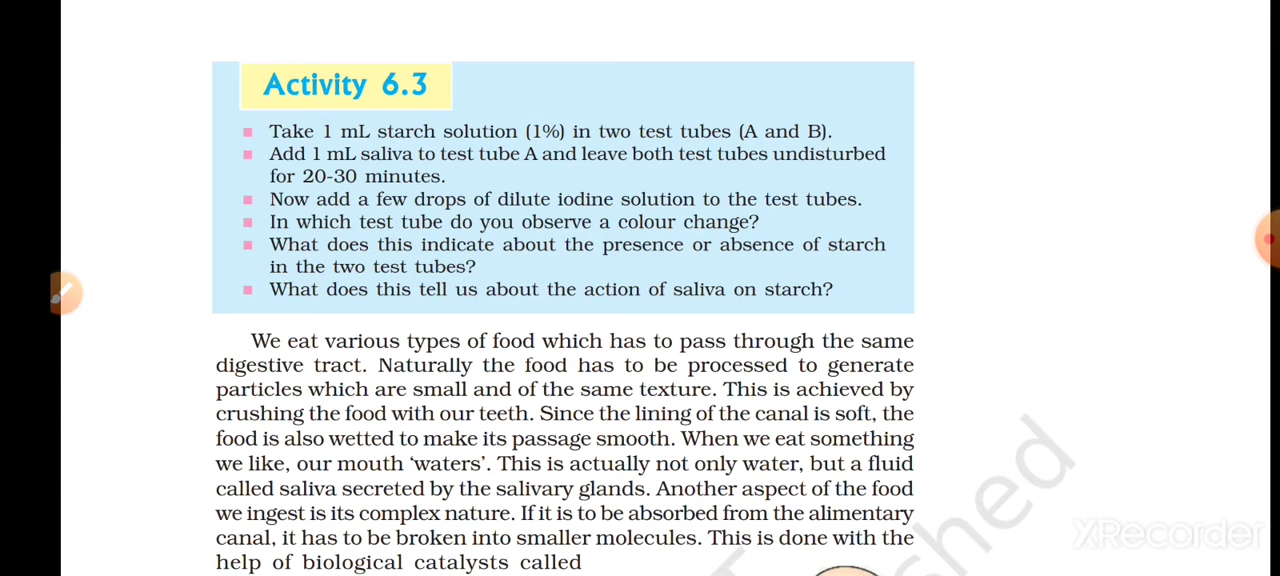 Activity 6.3
■ Take 1 mL starch solution (1%) in two test tubes (A and B).
■ Add 1 mL saliva to test tube A and leave both test tubes undisturbed
for 20-30 minutes.
■ Now add a few drops of dilute iodine solution to the test tubes.
■ In which test tube do you observe a colour change?
■ What does this indicate about the presence or absence of starch
in the two test tubes?
■ What does this tell us about the action of saliva on starch?
We eat various types of food which has to pass through the same
digestive tract. Naturally the food has to be processed to generate
particles which are small and of the same texture. This is achieved by
crushing the food with our teeth. Since the lining of the canal is soft, the
food is also wetted to make its passage smooth. When we eat something
we like, our mouth ‘waters’. This is actually not only water, but a fluid
called saliva secreted by the salivary glands. Another aspect of the food
we ingest is its complex nature. If it is to be absorbed from the alimentary
canal, it has to be broken into smaller molecules. This is done with the
help of biological catalysts called
shed
XRecorder